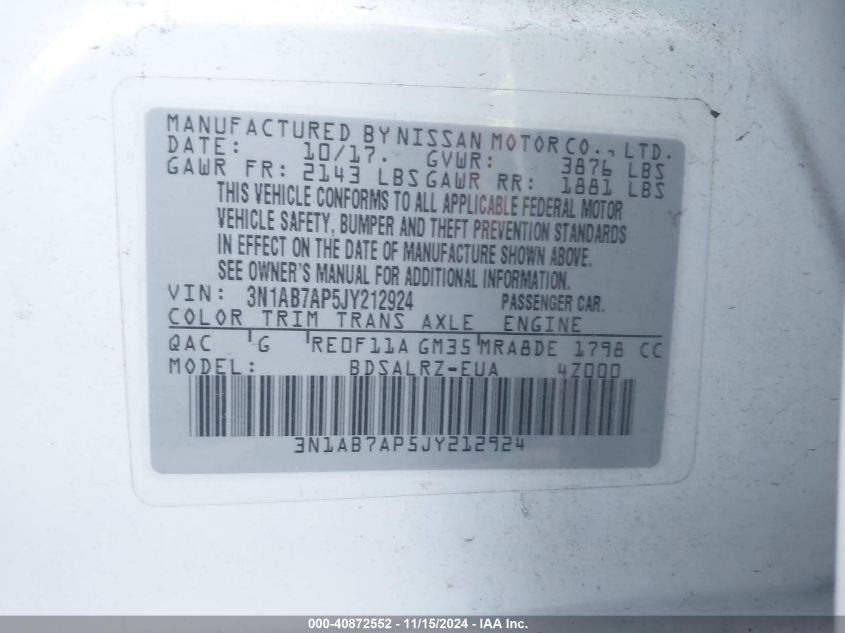 MANUFACTURED BY NISSAN MOTOR CO., LTD.
DATE: 10/17. GVWR: 3876 LBS
GAWR FR: 2143 LBS GAWR RR: 1881 LBS
THIS VEHICLE CONFORMS TO ALL APPLICABLE FEDERAL MOTOR
VEHICLE SAFETY, BUMPER AND THEFT PREVENTION STANDARDS
IN EFFECT ON THE DATE OF MANUFACTURE SHOWN ABOVE.
SEE OWNER'S MANUAL FOR ADDITIONAL INFORMATION.
VIN: 3N1AB7AP5JY212924 PASSENGER CAR.
COLOR TRIM TRANS AXLE ENGINE
QAC G RE0F11A GM35 MRA8DE 1798 CC
MODEL: BDSALRZ-EUA 4Z000
3N1AB7AP5JY212924
000-40872552 - 11/15/2024 - IAA Inc.